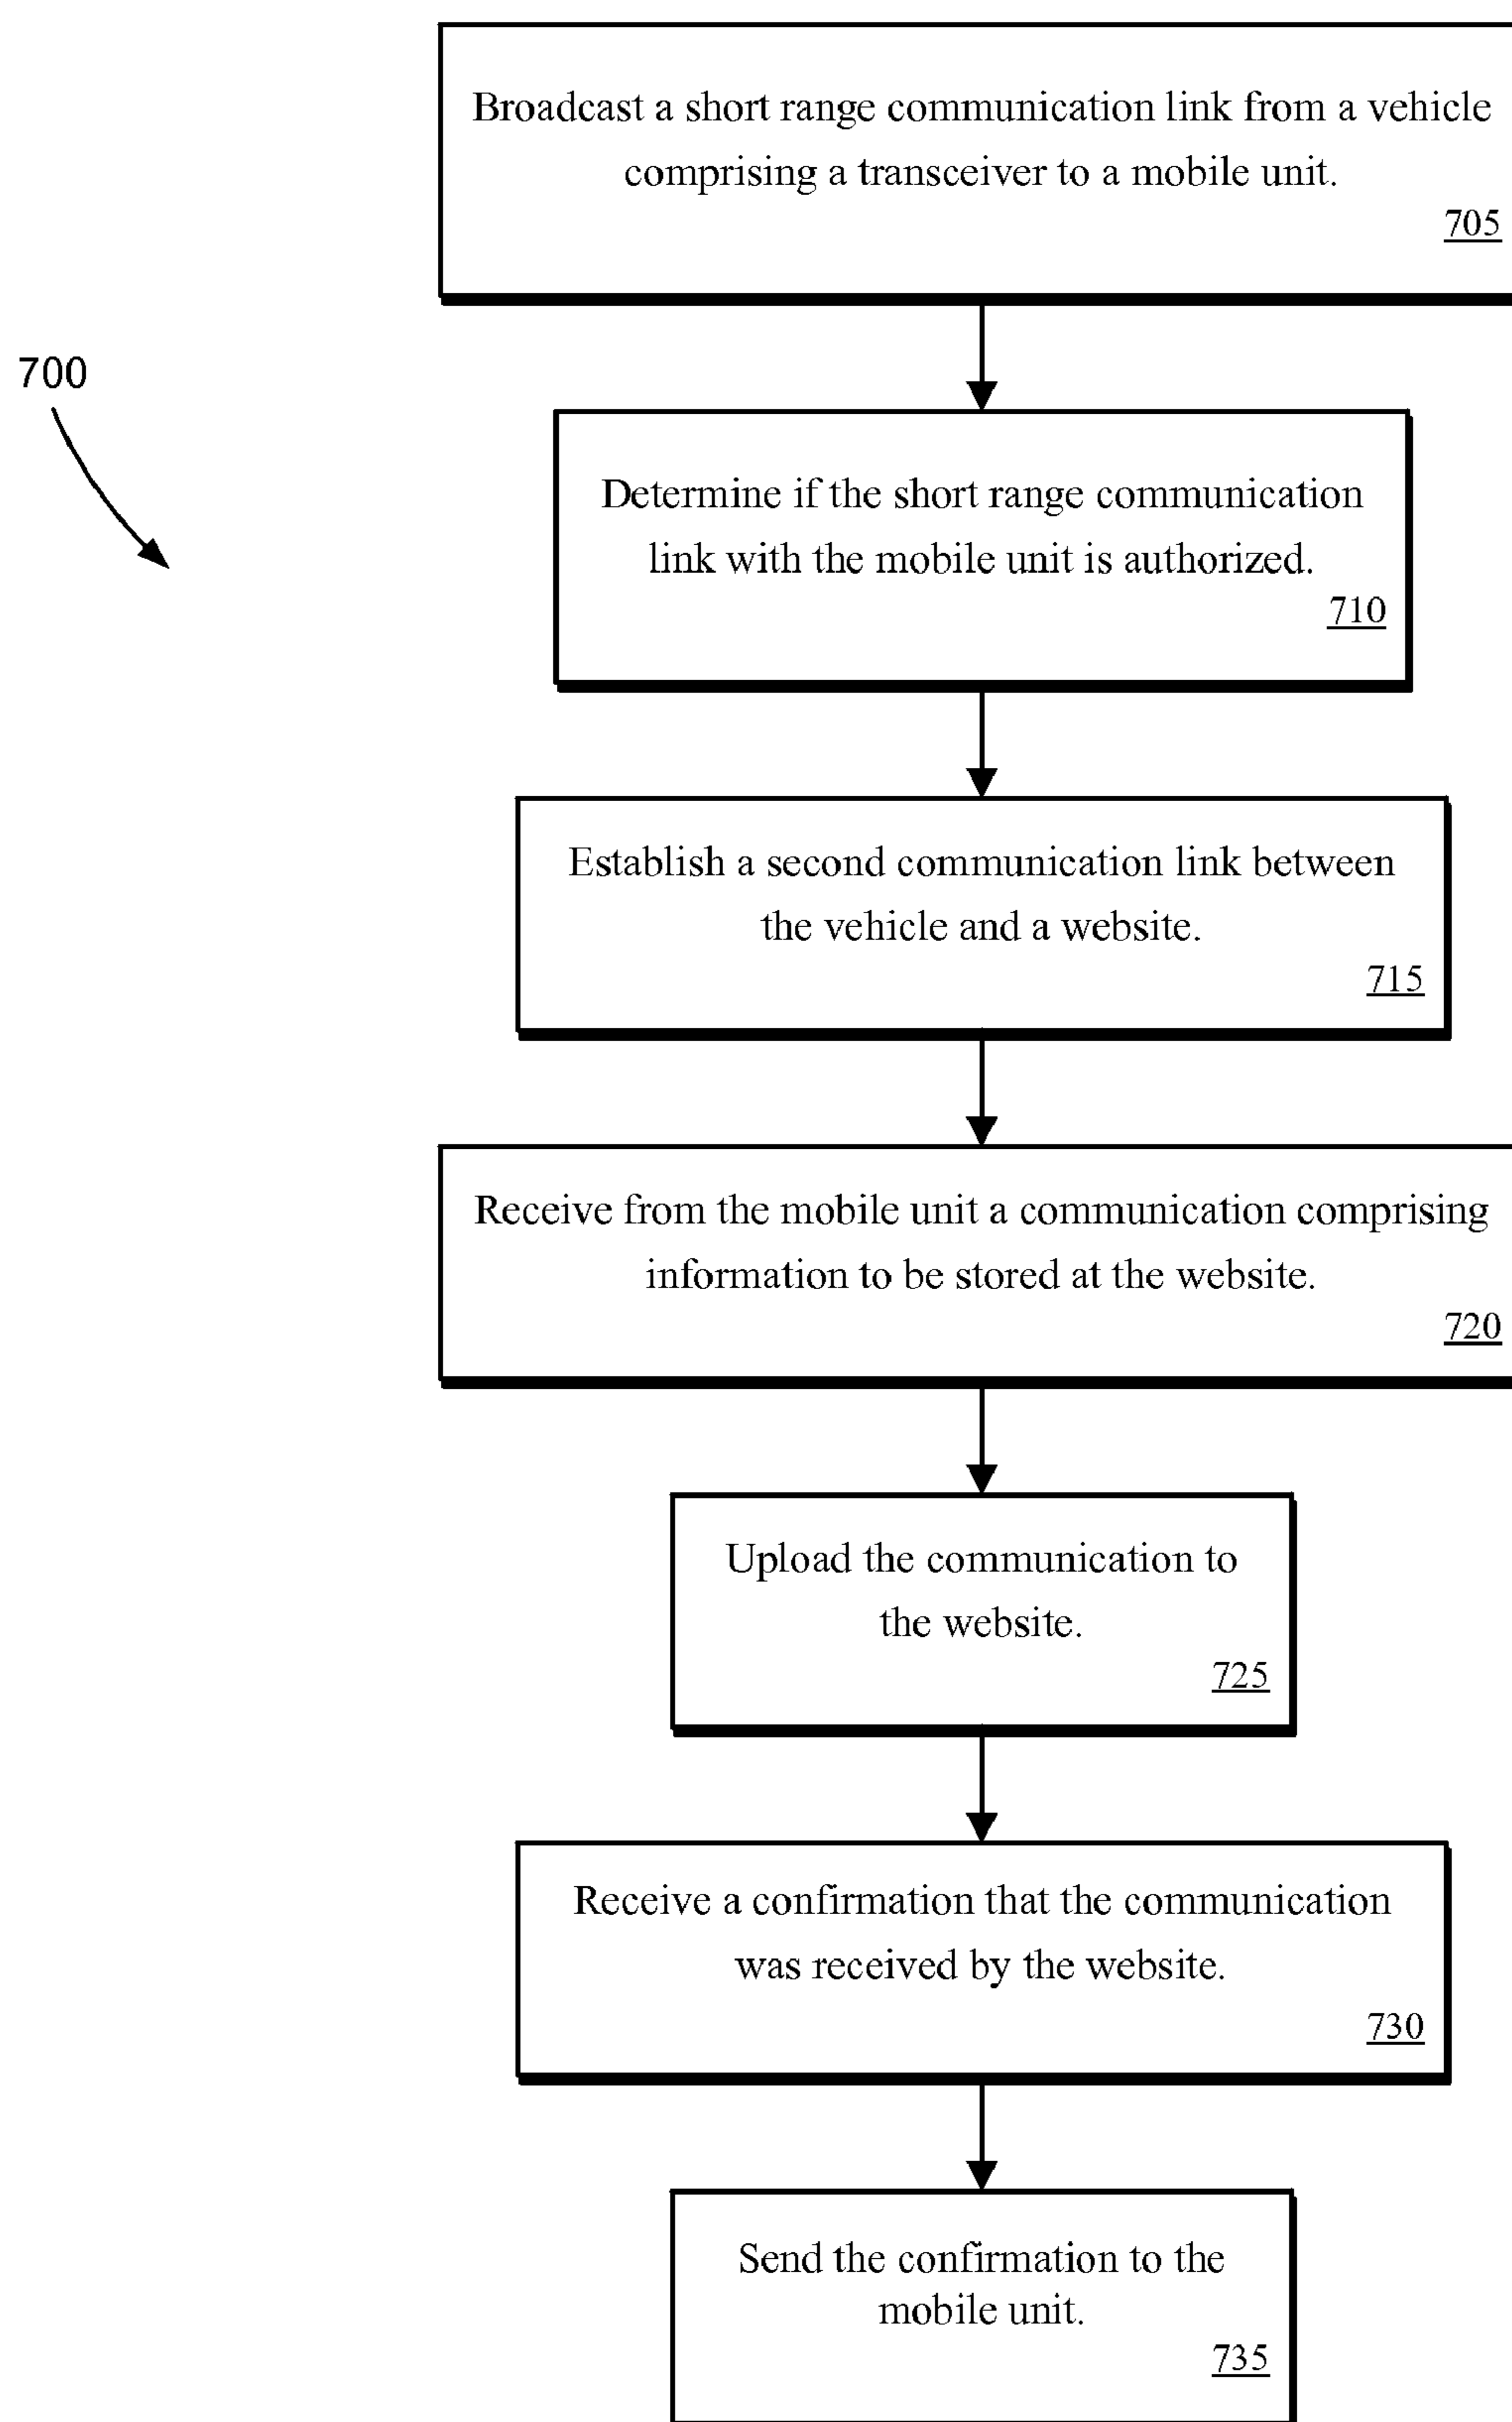 Broadcast a short range communication link from a vehicle
comprising a transceiver to a mobile unit.
705
700
Determine if the short range communication
link with the mobile unit is authorized.
710
Establish a second communication link between
the vehicle and a website.
715
Receive from the mobile unit a communication comprising
information to be stored at the website.
720
Upload the communication to
the website.
725
Receive a confirmation that the communication
was received by the website.
730
Send the confirmation to the
mobile unit.
735